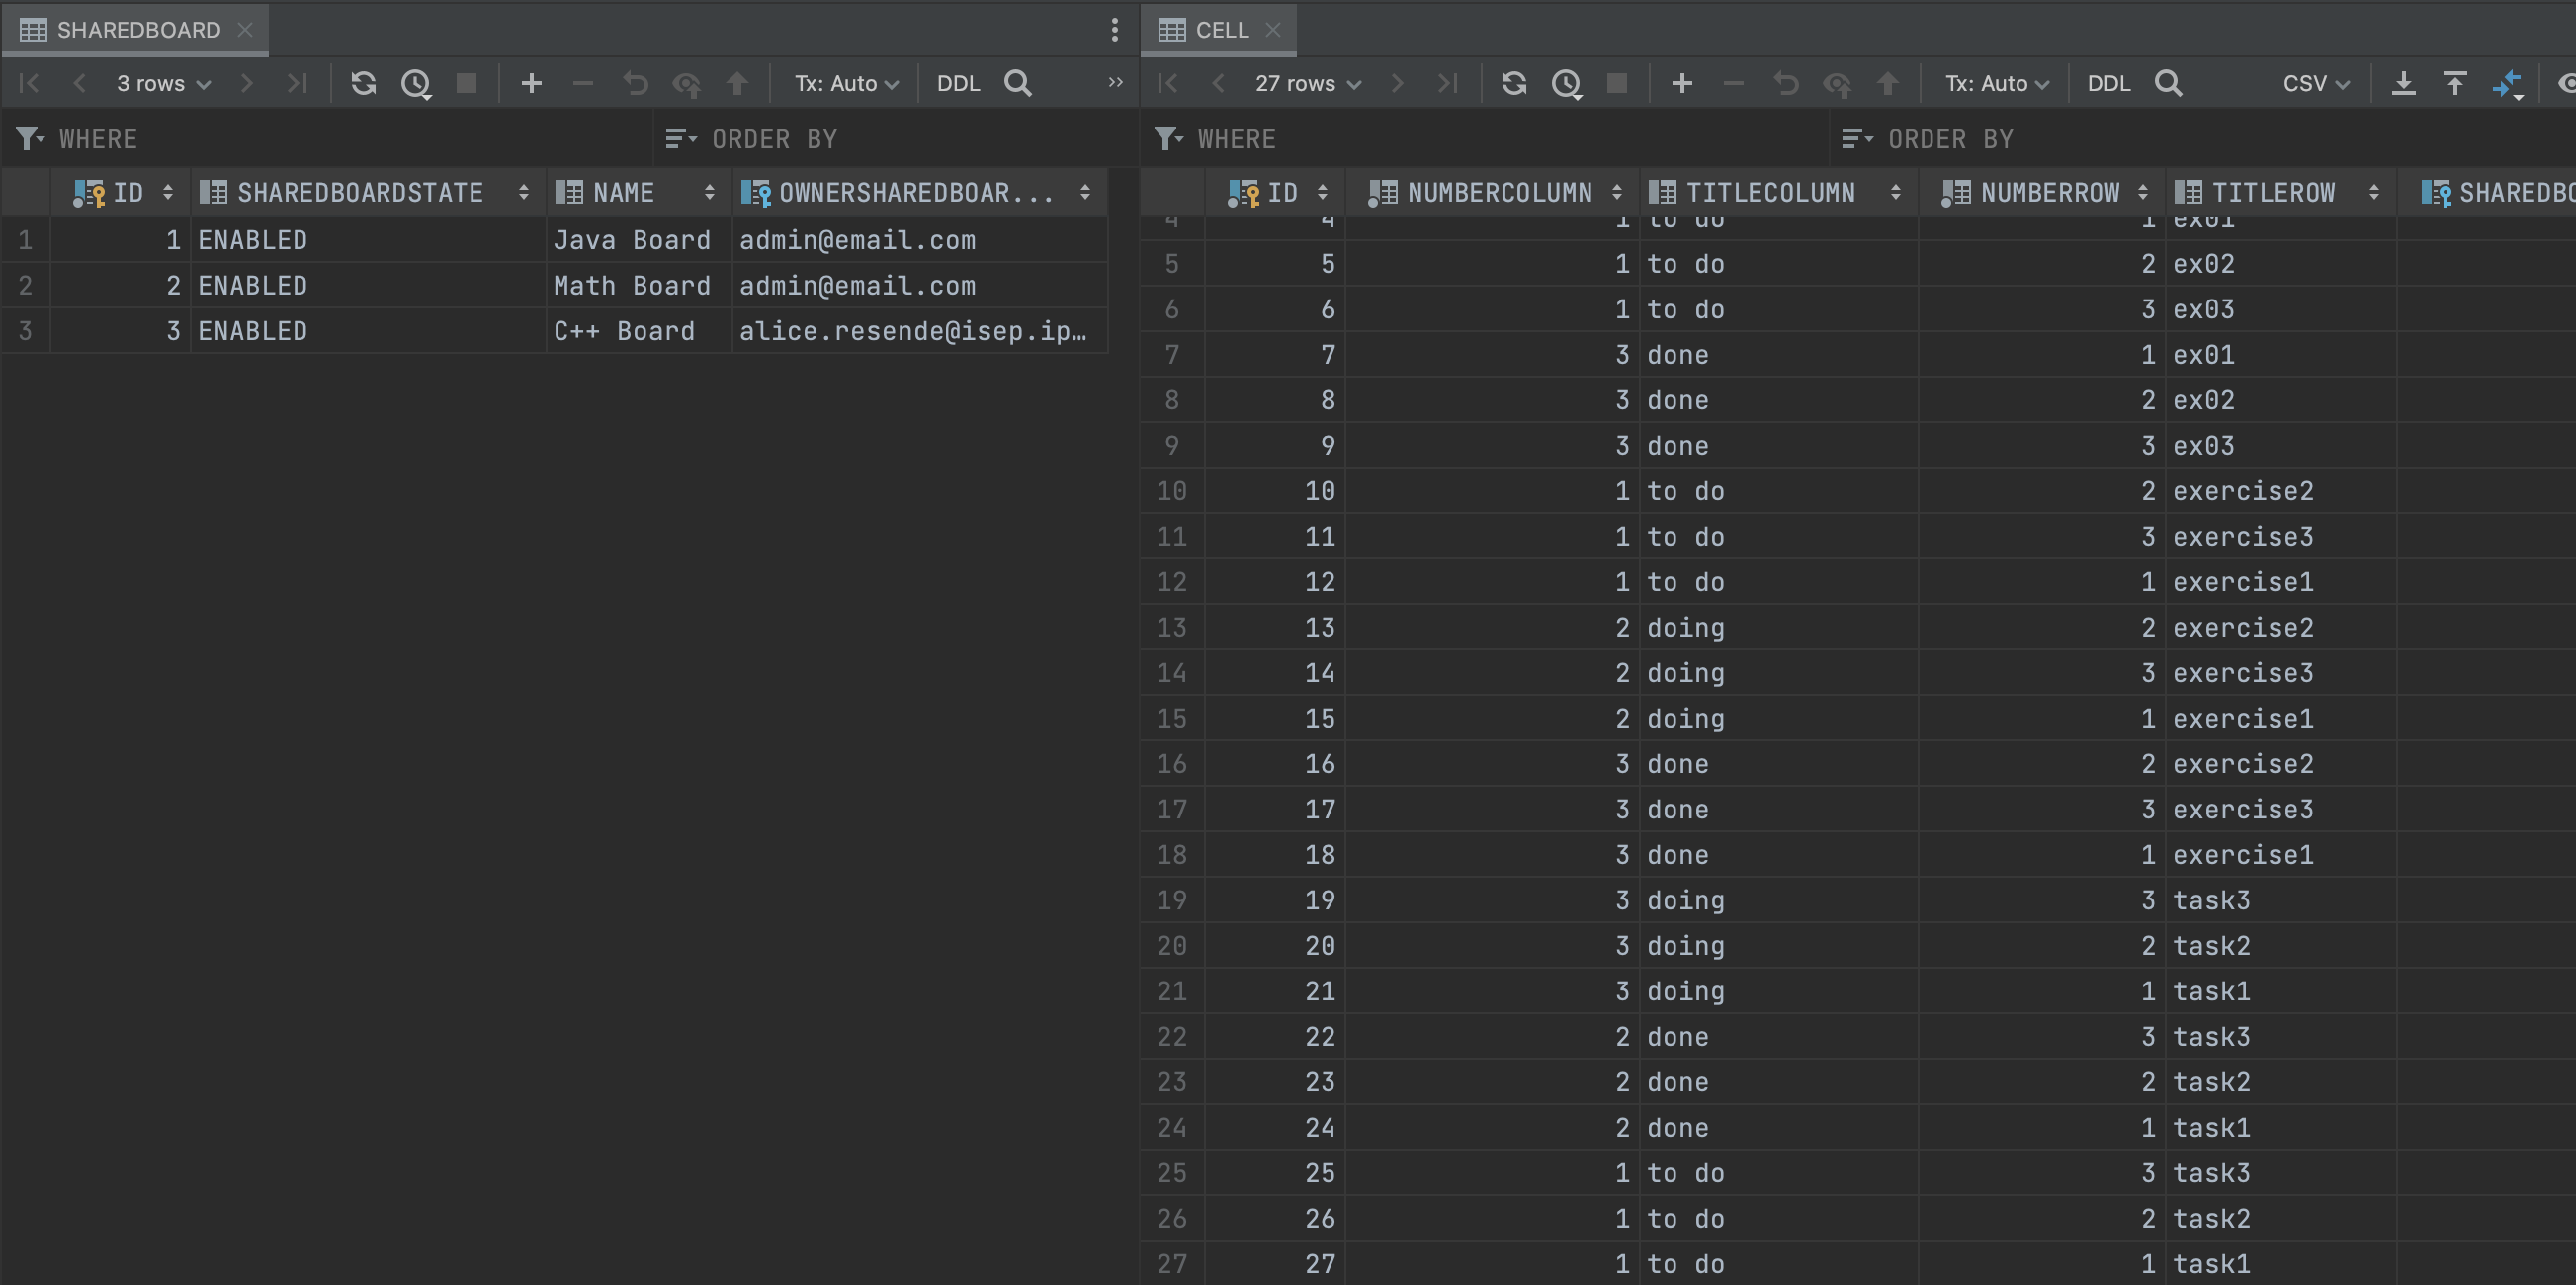 SHAREDBOARD
3 rows Tx: Auto DDL
WHERE ORDER BY
ID SHAREDBOARDSTATE NAME OWNERSHAREDBOAR...
1 1 ENABLED Java Board admin@email.com
2 2 ENABLED Math Board admin@email.com
3 3 ENABLED C++ Board alice.resende@isep.ip…
CELL
27 rows Tx: Auto DDL CSV
WHERE ORDER BY
ID NUMBERCOLUMN TITLECOLUMN NUMBERROW TITLEROW SHAREDBO
4 4 1 to do 1 ex01
5 5 1 to do 2 ex02
6 6 1 to do 3 ex03
7 7 3 done 1 ex01
8 8 3 done 2 ex02
9 9 3 done 3 ex03
10 10 1 to do 2 exercise2
11 11 1 to do 3 exercise3
12 12 1 to do 1 exercise1
13 13 2 doing 2 exercise2
14 14 2 doing 3 exercise3
15 15 2 doing 1 exercise1
16 16 3 done 2 exercise2
17 17 3 done 3 exercise3
18 18 3 done 1 exercise1
19 19 3 doing 3 task3
20 20 3 doing 2 task2
21 21 3 doing 1 task1
22 22 2 done 3 task3
23 23 2 done 2 task2
24 24 2 done 1 task1
25 25 1 to do 3 task3
26 26 1 to do 2 task2
27 27 1 to do 1 task1